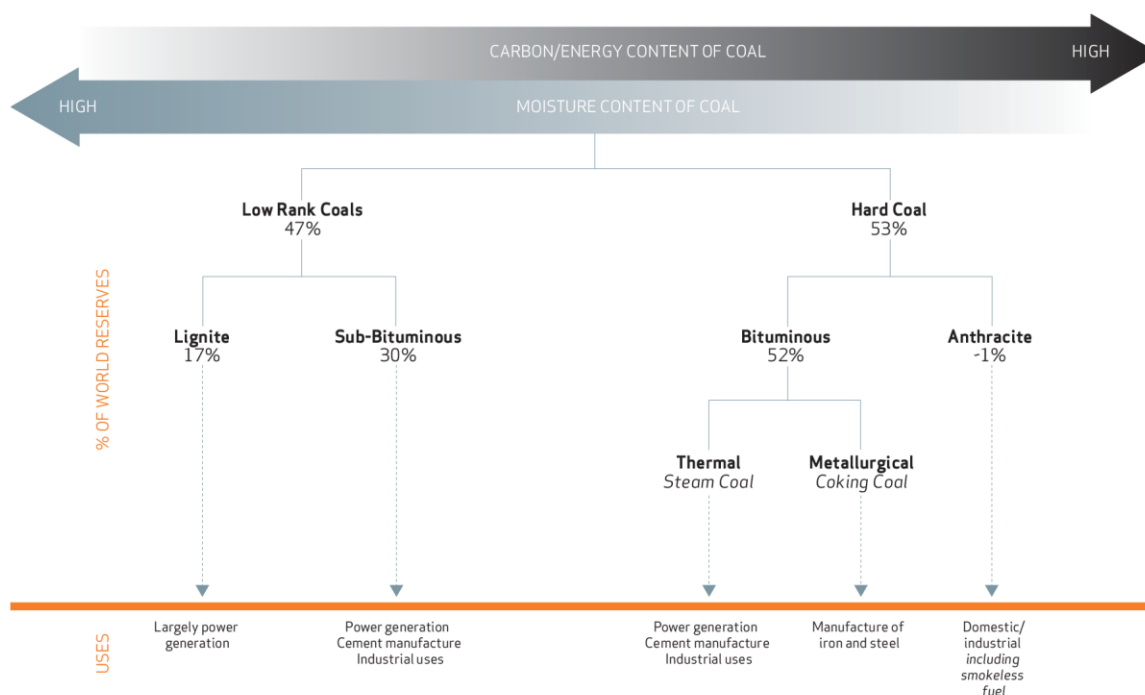 CARBON/ENERGY CONTENT OF COAL
HIGH
HIGH
MOISTURE CONTENT OF COAL
Low Rank Coals
47%
Hard Coal
53%
% OF WORLD RESERVES
Lignite
17%
Sub-Bituminous
30%
Bituminous
52%
Anthracite
-1%
Thermal
Steam Coal
Metallurgical
Coking Coal
USES
Largely power
generation
Power generation
Cement manufacture
Industrial uses
Power generation
Cement manufacture
Industrial uses
Manufacture of
iron and steel
Domestic/
industrial including
smokeless
fuel